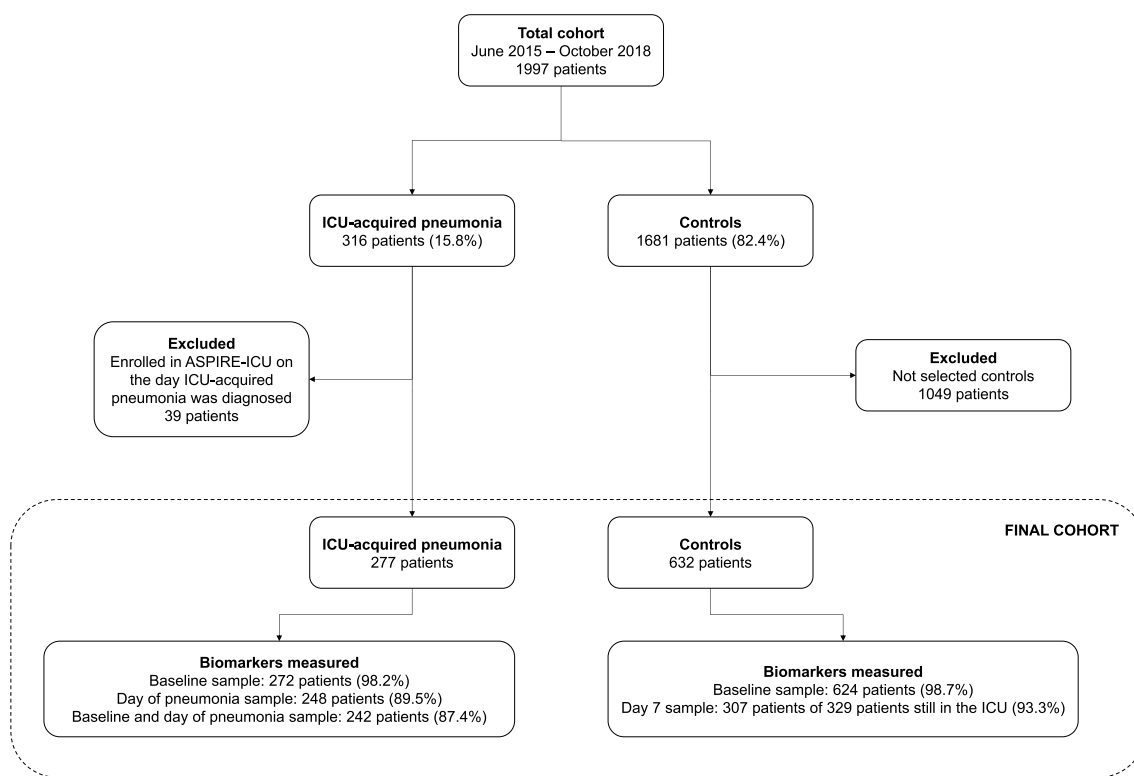 Total cohort
June 2015 – October 2018
1997 patients
ICU-acquired pneumonia
316 patients (15.8%)
Controls
1681 patients (82.4%)
Excluded
Enrolled in ASPIRE-ICU on
the day ICU-acquired
pneumonia was diagnosed
39 patients
Excluded
Not selected controls
1049 patients
FINAL COHORT
ICU-acquired pneumonia
277 patients
Controls
632 patients
Biomarkers measured
Baseline sample: 272 patients (98.2%)
Day of pneumonia sample: 248 patients (89.5%)
Baseline and day of pneumonia sample: 242 patients (87.4%)
Biomarkers measured
Baseline sample: 624 patients (98.7%)
Day 7 sample: 307 patients of 329 patients still in the ICU (93.3%)